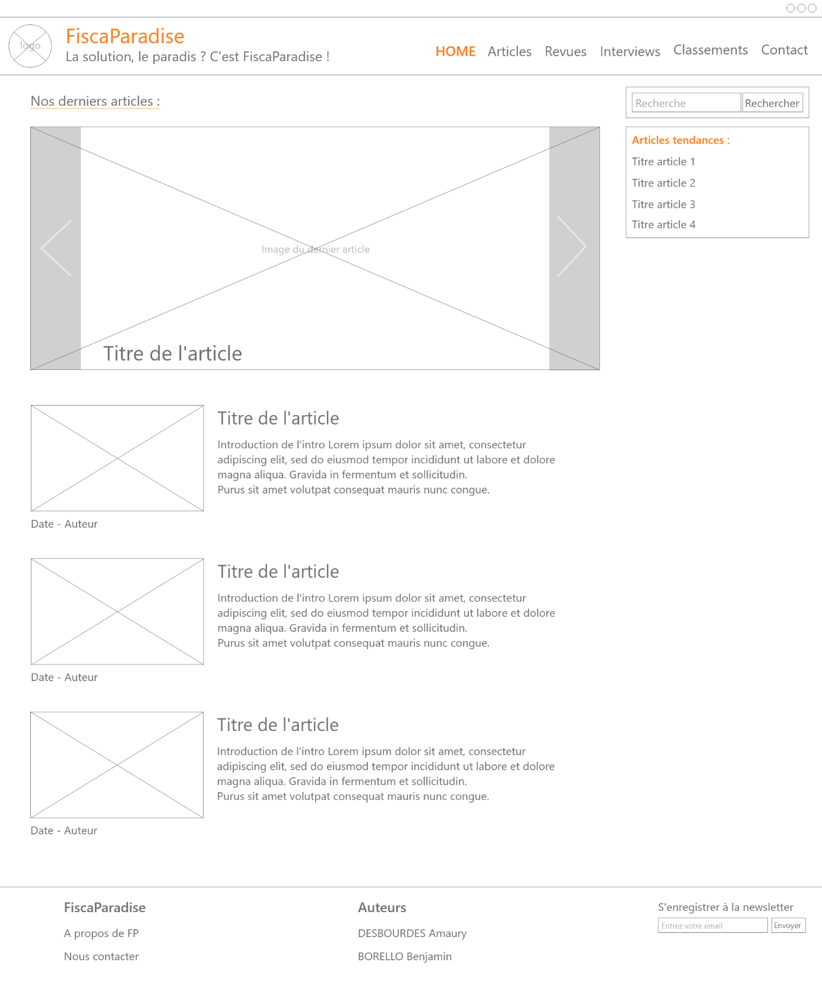 logo
FiscaParadise
La solution, le paradis ? C'est FiscaParadise !
HOME Articles Revues Interviews Classements Contact
Nos derniers articles :
Recherche Rechercher
Articles tendances :
Titre article 1
Titre article 2
Titre article 3
Titre article 4
Image du dernier article
Titre de l'article
Titre de l'article
Introduction de l'intro Lorem ipsum dolor sit amet, consectetur
adipiscing elit, sed do eiusmod tempor incididunt ut labore et dolore
magna aliqua. Gravida in fermentum et sollicitudin.
Purus sit amet volutpat consequat mauris nunc congue.
Date - Auteur
Titre de l'article
Introduction de l'intro Lorem ipsum dolor sit amet, consectetur
adipiscing elit, sed do eiusmod tempor incididunt ut labore et dolore
magna aliqua. Gravida in fermentum et sollicitudin.
Purus sit amet volutpat consequat mauris nunc congue.
Date - Auteur
Titre de l'article
Introduction de l'intro Lorem ipsum dolor sit amet, consectetur
adipiscing elit, sed do eiusmod tempor incididunt ut labore et dolore
magna aliqua. Gravida in fermentum et sollicitudin.
Purus sit amet volutpat consequat mauris nunc congue.
Date - Auteur
FiscaParadise
A propos de FP
Nous contacter
Auteurs
DESBOURDES Amaury
BORELLO Benjamin
S'enregistrer à la newsletter
Entrez votre email Envoyer